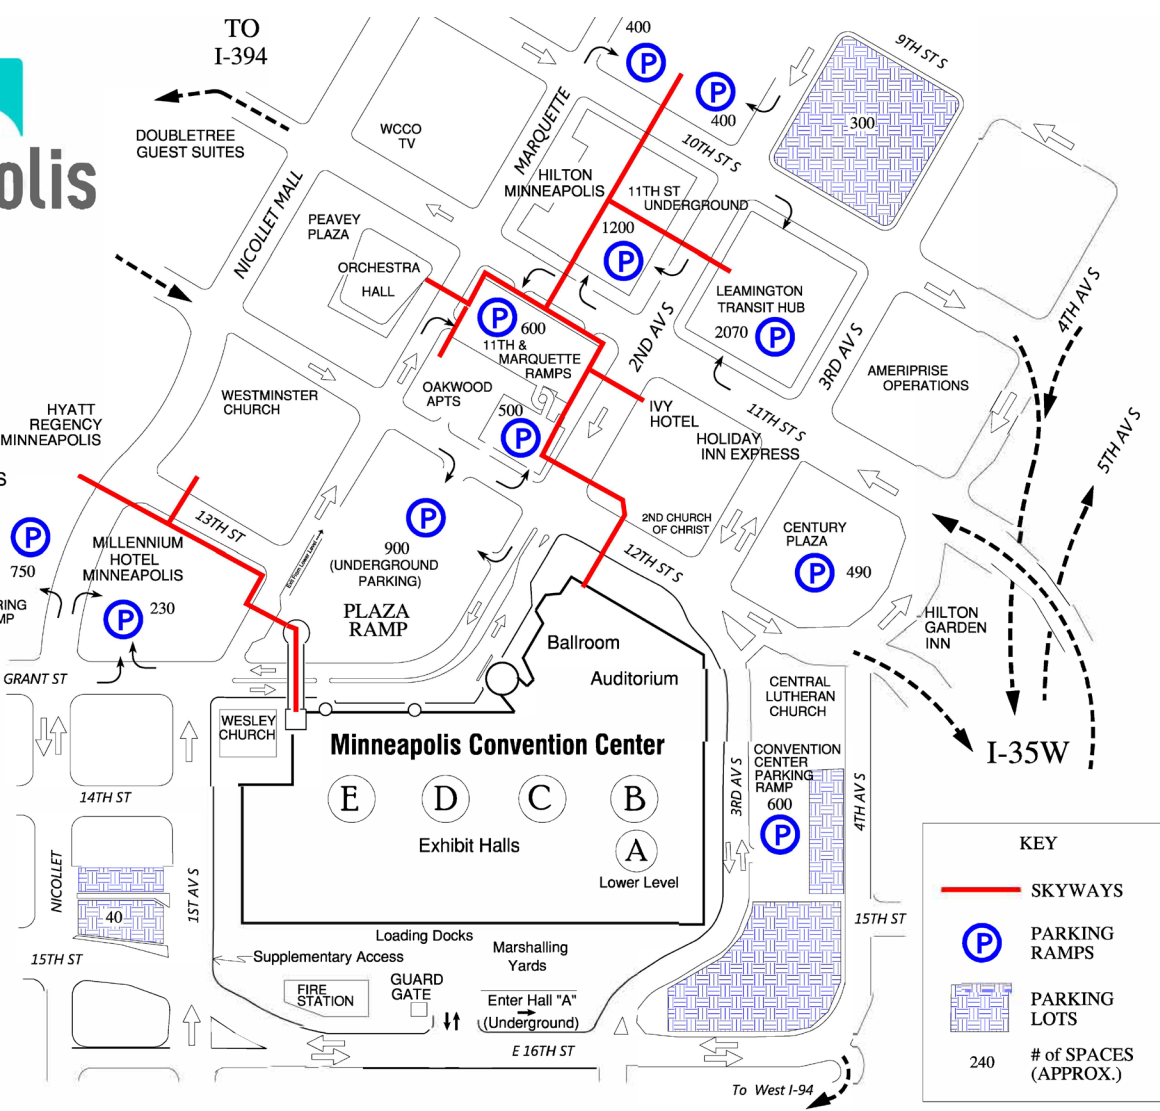 TO
I-394
400
P
P
400
9TH ST S
300
olis
DOUBLETREE
GUEST SUITES
WCCO
TV
MARQUETTE
10TH ST S
HILTON
MINNEAPOLIS
11TH ST
UNDERGROUND
1200
P
NICOLLET MALL
PEAVEY
PLAZA
ORCHESTRA
HALL
LEAMINGTON
TRANSIT HUB
2070
P
4TH AV S
P
600
11TH &
MARQUETTE
RAMPS
2ND AV S
3RD AV S
AMERIPRISE
OPERATIONS
OAKWOOD
APTS
500
P
WESTMINSTER
CHURCH
HYATT
REGENCY
MINNEAPOLIS
IVY
HOTEL
11TH ST S
HOLIDAY
INN EXPRESS
5TH AV S
S
13TH ST
P
900
(UNDERGROUND
PARKING)
PLAZA
RAMP
2ND CHURCH
OF CHRIST
12TH ST S
CENTURY
PLAZA
P
490
P
750
MILLENNIUM
HOTEL
MINNEAPOLIS
P
230
RING
MP
Exit From Lower Level
HILTON
GARDEN
INN
GRANT ST
Ballroom
Auditorium
CENTRAL
LUTHERAN
CHURCH
WESLEY
CHURCH
Minneapolis Convention Center
I-35W
CONVENTION
CENTER
PARKING
RAMP
600
P
3RD AV S
4TH AV S
E
D
C
B
A
Exhibit Halls
Lower Level
14TH ST
NICOLLET
1ST AV S
40
15TH ST
15TH ST
Loading Docks
Supplementary Access
Marshalling
Yards
FIRE
STATION
GUARD
GATE
Enter Hall "A"
(Underground)
E 16TH ST
To West I-94
KEY
SKYWAYS
P
PARKING
RAMPS
PARKING
LOTS
240
# of SPACES
(APPROX.)